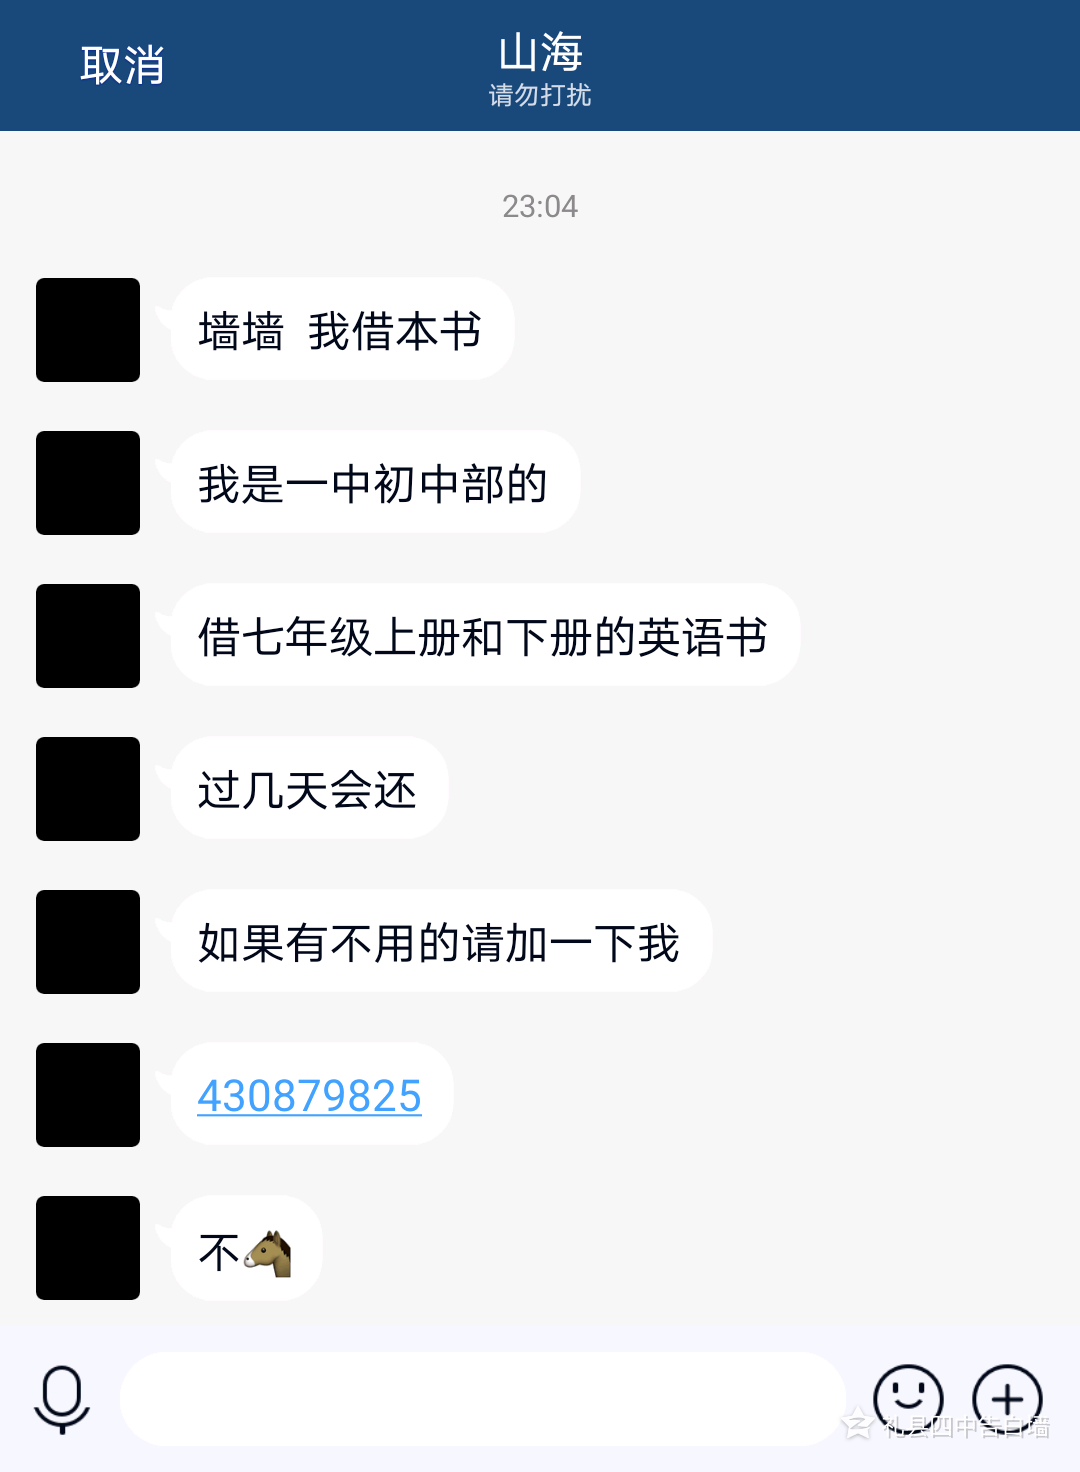 取消
山海
请勿打扰
23:04
墙墙 我借本书
我是一中初中部的
借七年级上册和下册的英语书
过几天会还
如果有不用的请加一下我
430879825
不🐴
礼县四中告白墙